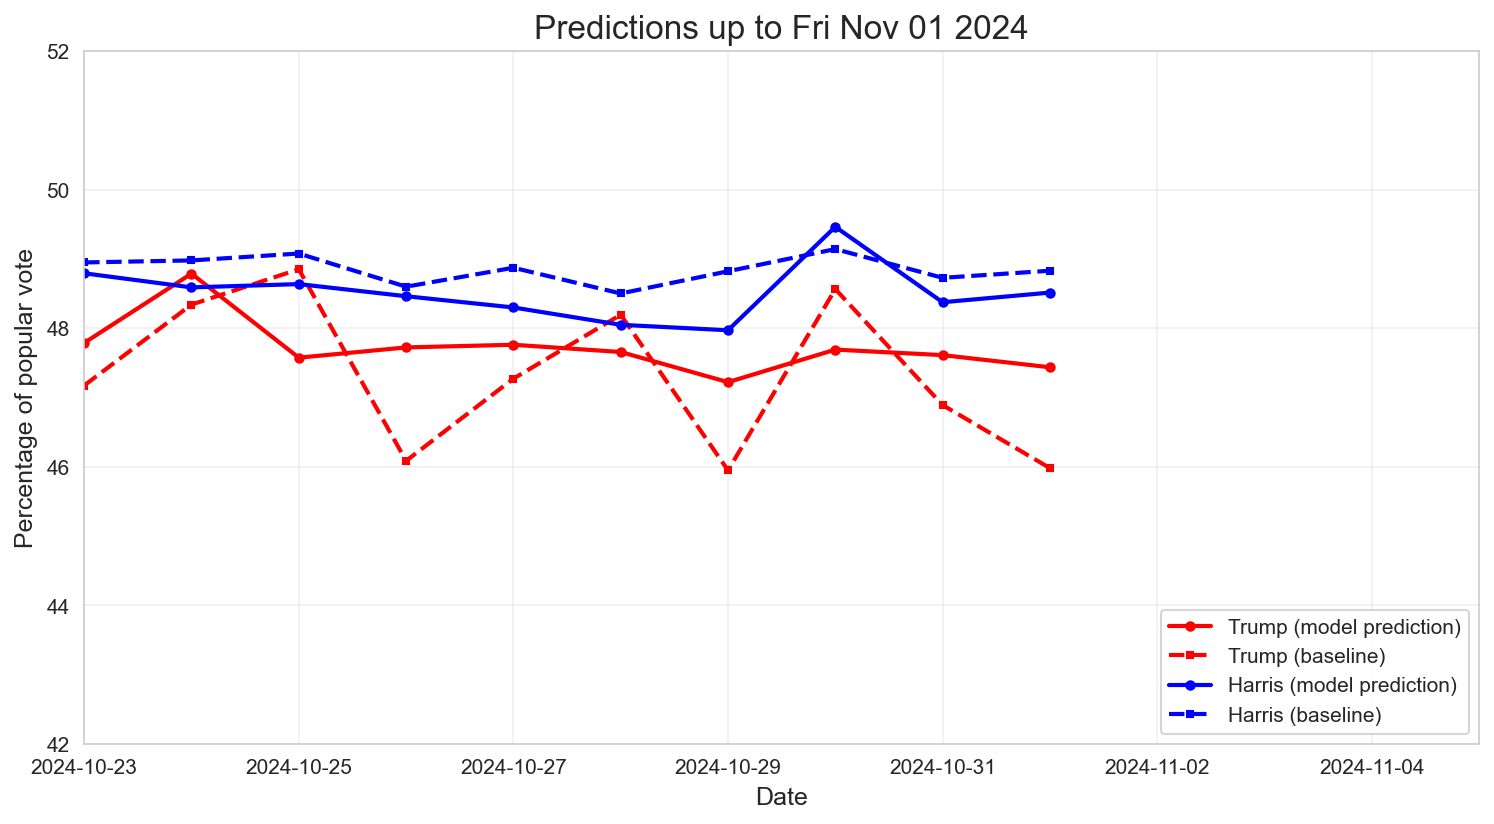 Predictions up to Fri Nov 01 2024
Percentage of popular vote
52
50
48
46
44
42
2024-10-23
2024-10-25
2024-10-27
2024-10-29
2024-10-31
2024-11-02
2024-11-04
Date
Trump (model prediction)
Trump (baseline)
Harris (model prediction)
Harris (baseline)